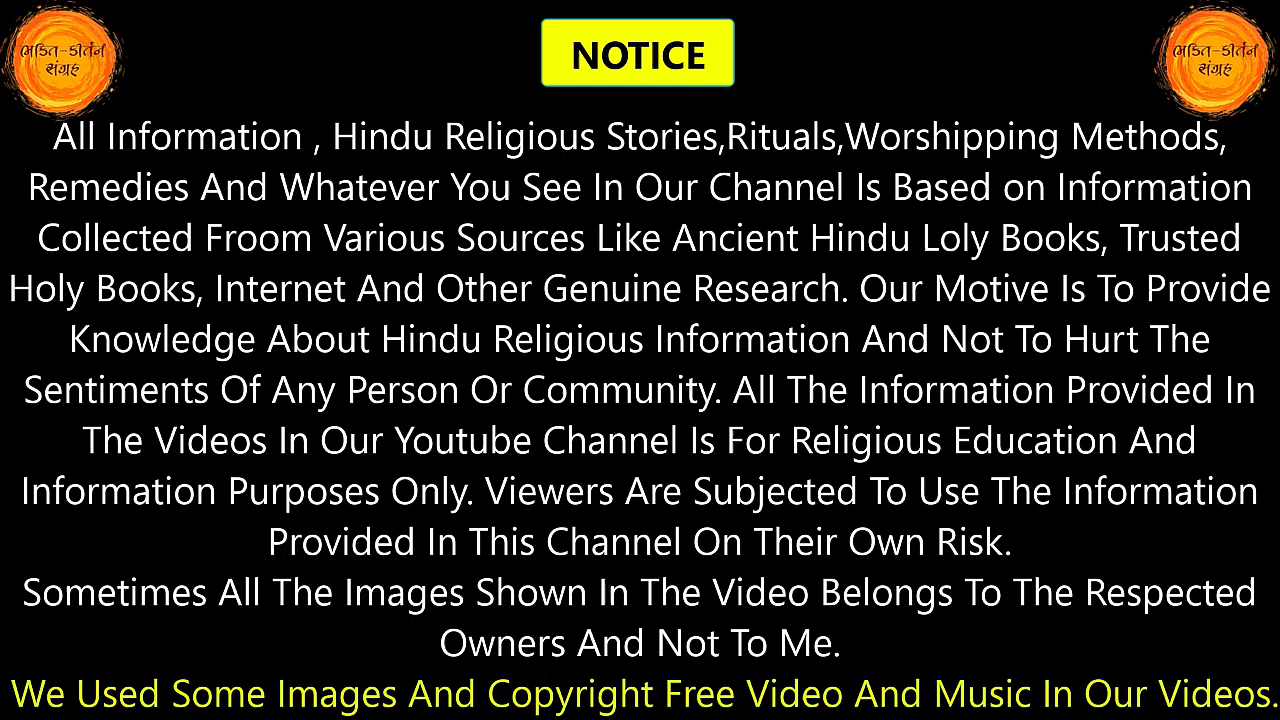 ભક્તિ-કીર્તન
સંગ્રહ
NOTICE
ભક્તિ-કીર્તન
સંગ્રહ
All Information , Hindu Religious Stories,Rituals,Worshipping Methods,
Remedies And Whatever You See In Our Channel Is Based on Information
Collected Froom Various Sources Like Ancient Hindu Loly Books, Trusted
Holy Books, Internet And Other Genuine Research. Our Motive Is To Provide
Knowledge About Hindu Religious Information And Not To Hurt The
Sentiments Of Any Person Or Community. All The Information Provided In
The Videos In Our Youtube Channel Is For Religious Education And
Information Purposes Only. Viewers Are Subjected To Use The Information
Provided In This Channel On Their Own Risk.
Sometimes All The Images Shown In The Video Belongs To The Respected
Owners And Not To Me.
We Used Some Images And Copyright Free Video And Music In Our Videos.